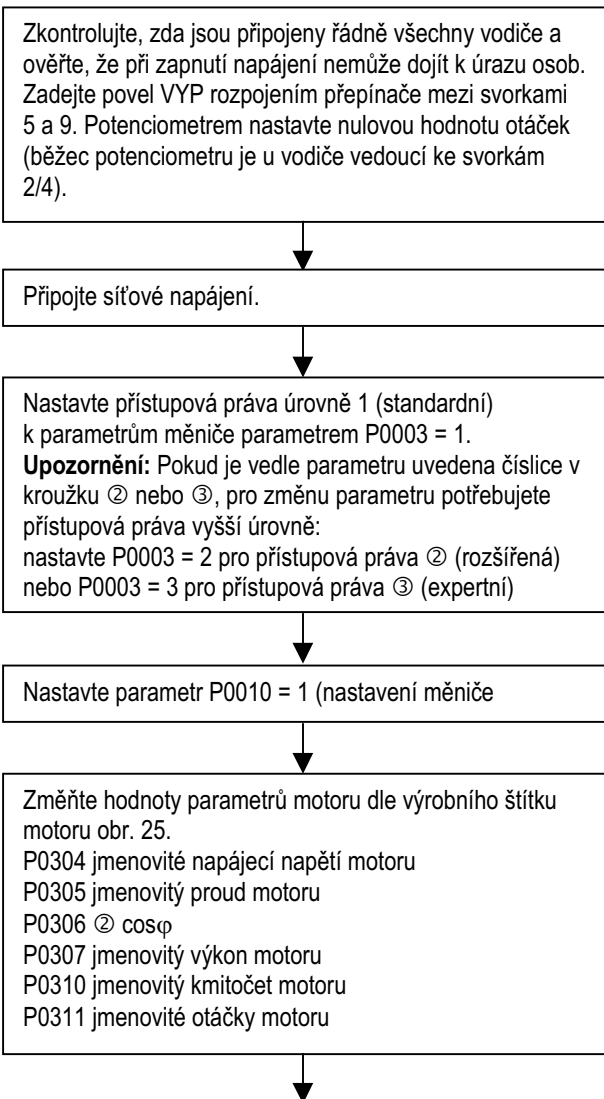 Zkontrolujte, zda jsou připojeny řádně všechny vodiče a
ověřte, že při zapnutí napájení nemůže dojít k úrazu osob.
Zadejte povel VYP rozpojením přepínače mezi svorkami
5 a 9. Potenciometrem nastavte nulovou hodnotu otáček
(běžec potenciometru je u vodiče vedoucí ke svorkám
2/4).
Připojte síťové napájení.
Nastavte přístupová práva úrovně 1 (standardní)
k parametrům měniče parametrem P0003 = 1.
Upozornění: Pokud je vedle parametru uvedena číslice v
kroužku ② nebo ③, pro změnu parametru potřebujete
přístupová práva vyšší úrovně:
nastavte P0003 = 2 pro přístupová práva ② (rozšířená)
nebo P0003 = 3 pro přístupová práva ③ (expertní)
Nastavte parametr P0010 = 1 (nastavení měniče
Změňte hodnoty parametrů motoru dle výrobního štítku
motoru obr. 25.
P0304 jmenovité napájecí napětí motoru
P0305 jmenovitý proud motoru
P0306 ② cosφ
P0307 jmenovitý výkon motoru
P0310 jmenovitý kmitočet motoru
P0311 jmenovité otáčky motoru